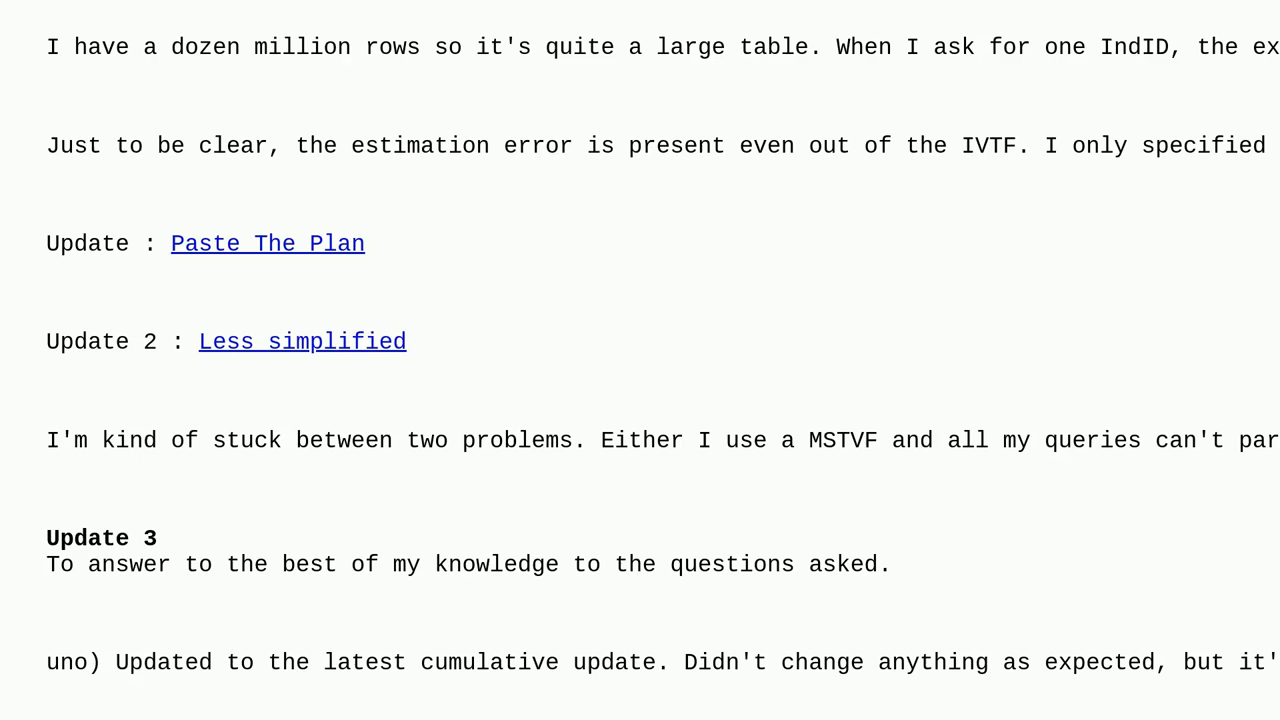 I have a dozen million rows so it's quite a large table. When I ask for one IndID, the ex
Just to be clear, the estimation error is present even out of the IVTF. I only specified
Update : Paste The Plan
Update 2 : Less simplified
I'm kind of stuck between two problems. Either I use a MSTVF and all my queries can't par
Update 3
To answer to the best of my knowledge to the questions asked.
uno) Updated to the latest cumulative update. Didn't change anything as expected, but it'